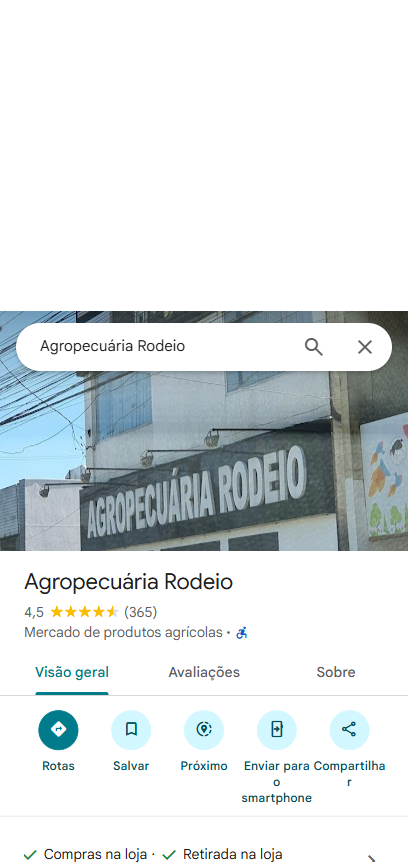 Agropecuária Rodeio
AGROPECUÁRIA RODEIO
Agropecuária Rodeio
4,5 (365)
Mercado de produtos agrícolas ·
Visão geral Avaliações Sobre
Rotas Salvar Próximo Enviar para o smartphone Compartilhar
Compras na loja · Retirada na loja